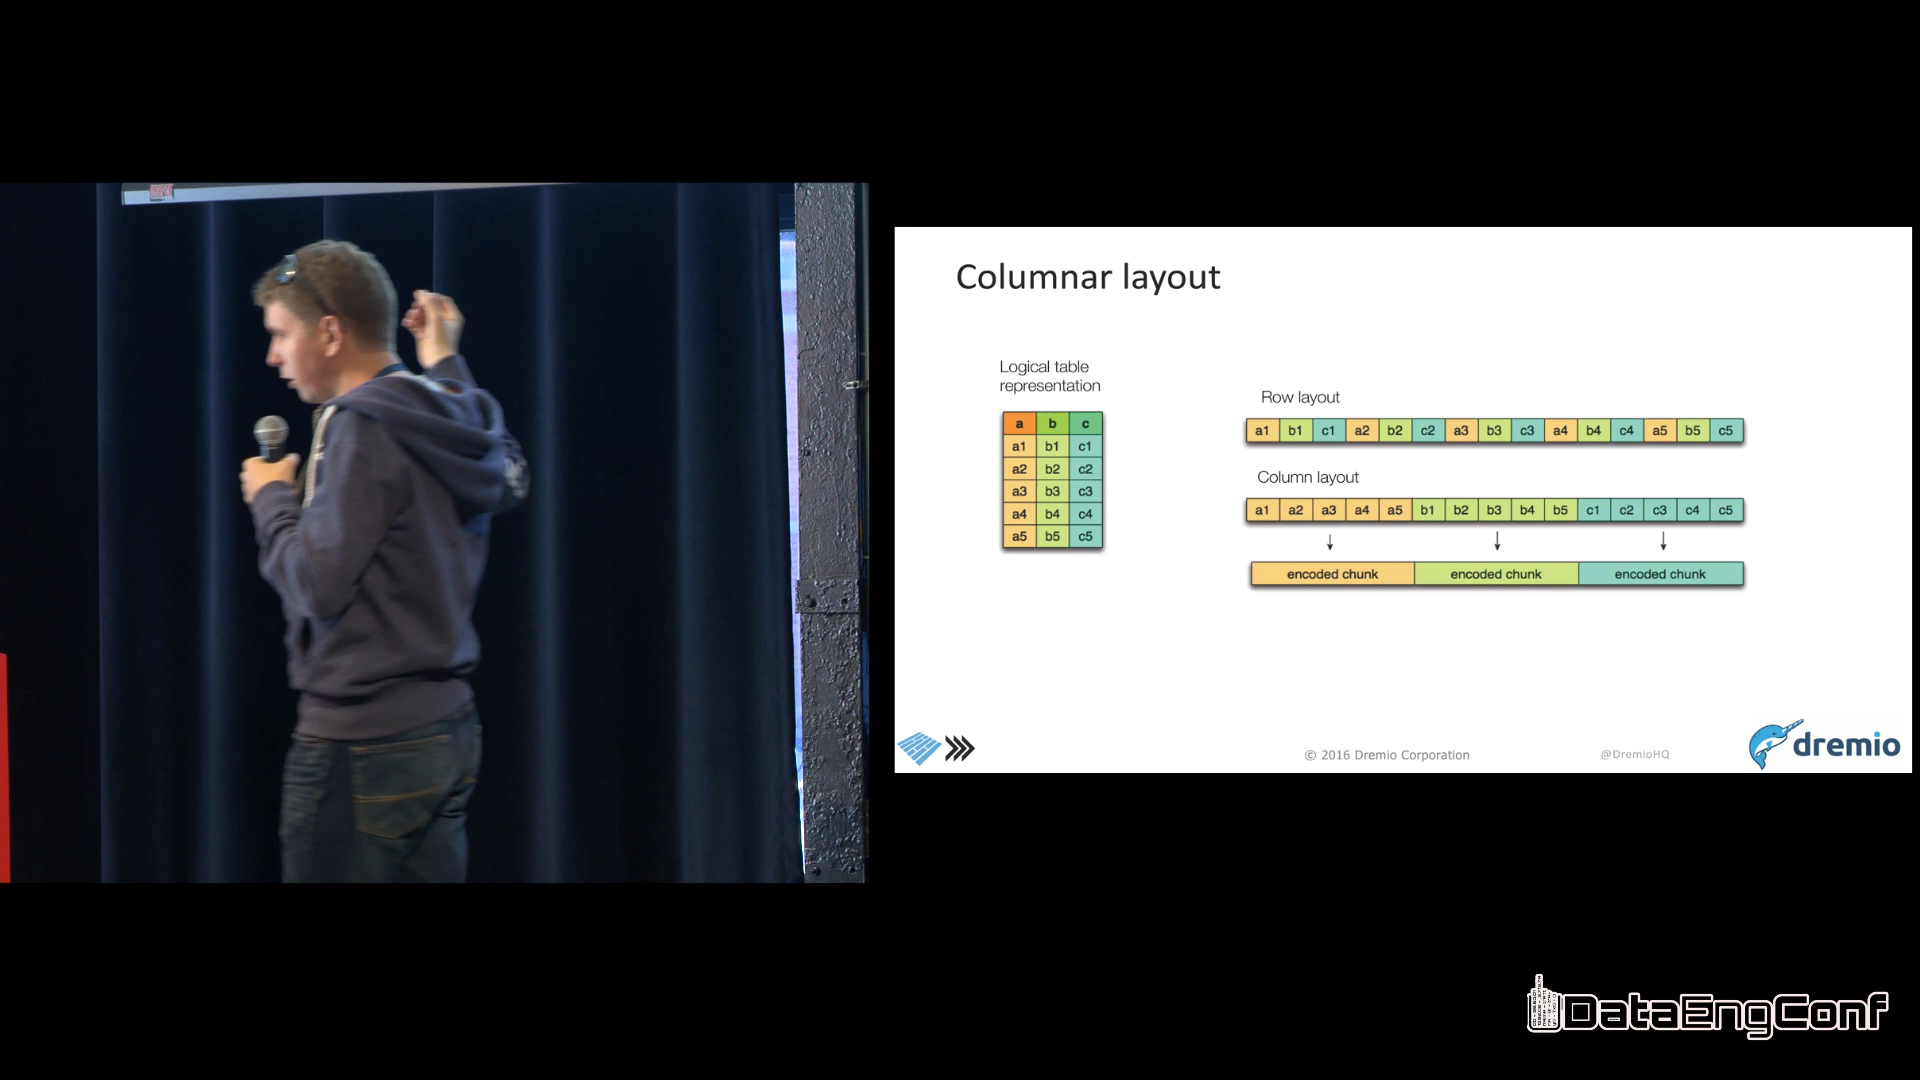 Columnar layout
Logical table
representation
a b c
a1 b1 c1
a2 b2 c2
a3 b3 c3
a4 b4 c4
a5 b5 c5
Row layout
a1 b1 c1 a2 b2 c2 a3 b3 c3 a4 b4 c4 a5 b5 c5
Column layout
a1 a2 a3 a4 a5 b1 b2 b3 b4 b5 c1 c2 c3 c4 c5
encoded chunk encoded chunk encoded chunk
© 2016 Dremio Corporation
@DremioHQ
dremio
DataEngConf